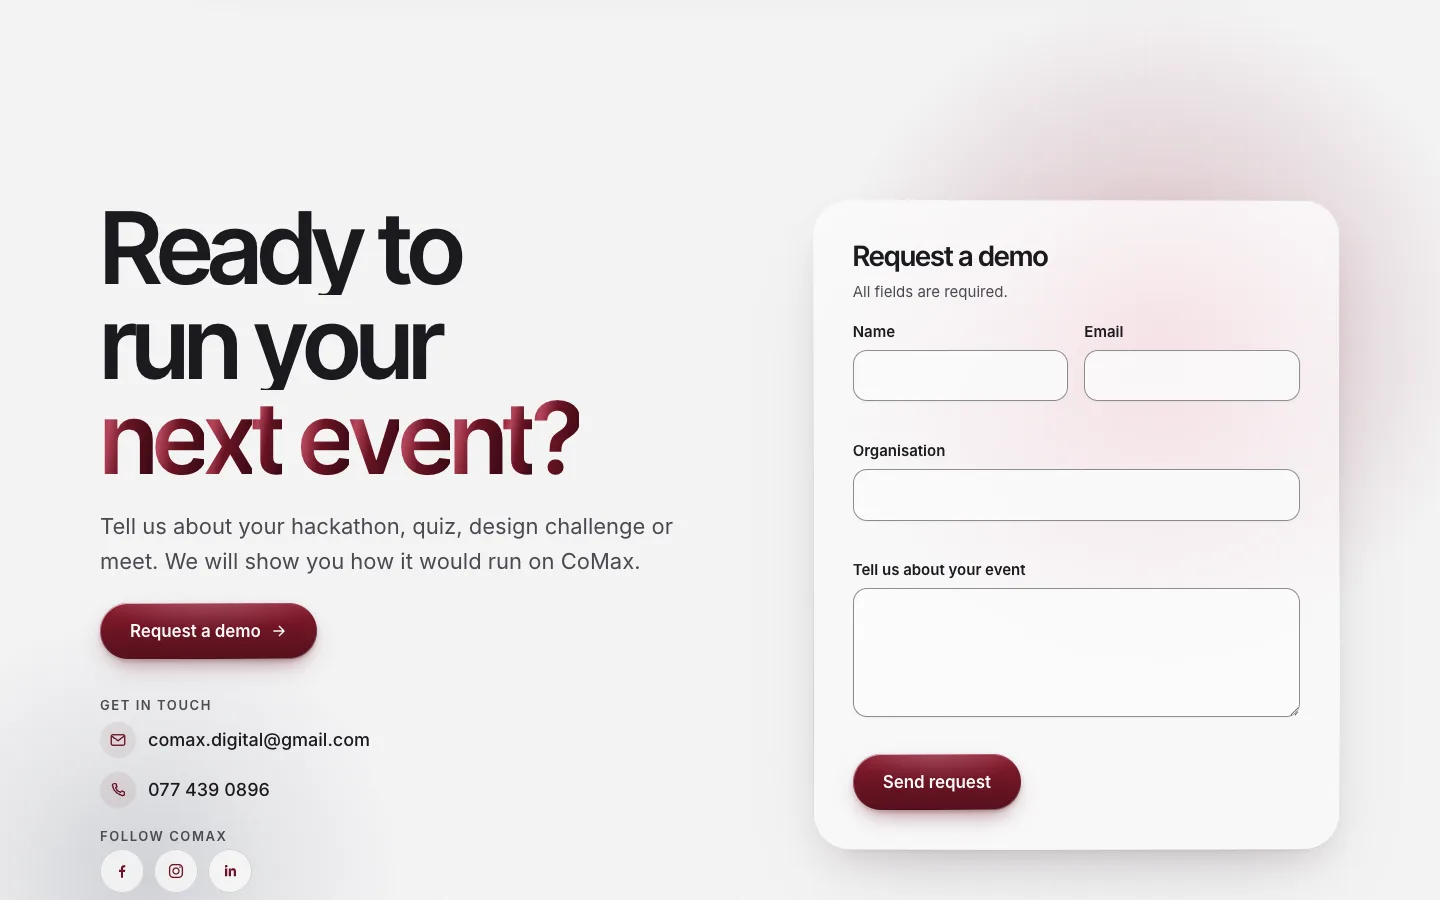 Ready to
run your
next event?
Tell us about your hackathon, quiz, design challenge or
meet. We will show you how it would run on CoMax.
Request a demo →
GET IN TOUCH
comax.digital@gmail.com
077 439 0896
FOLLOW COMAX
Request a demo
All fields are required.
Name
Email
Organisation
Tell us about your event
Send request